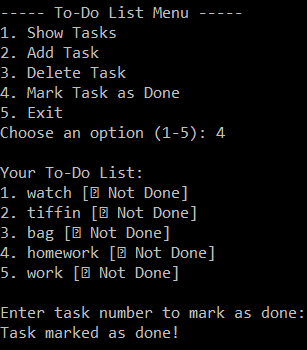 ----- To-Do List Menu -----
1. Show Tasks
2. Add Task
3. Delete Task
4. Mark Task as Done
5. Exit
Choose an option (1-5): 4
Your To-Do List:
1. watch [⍰ Not Done]
2. tiffin [⍰ Not Done]
3. bag [⍰ Not Done]
4. homework [⍰ Not Done]
5. work [⍰ Not Done]
Enter task number to mark as done:
Task marked as done!